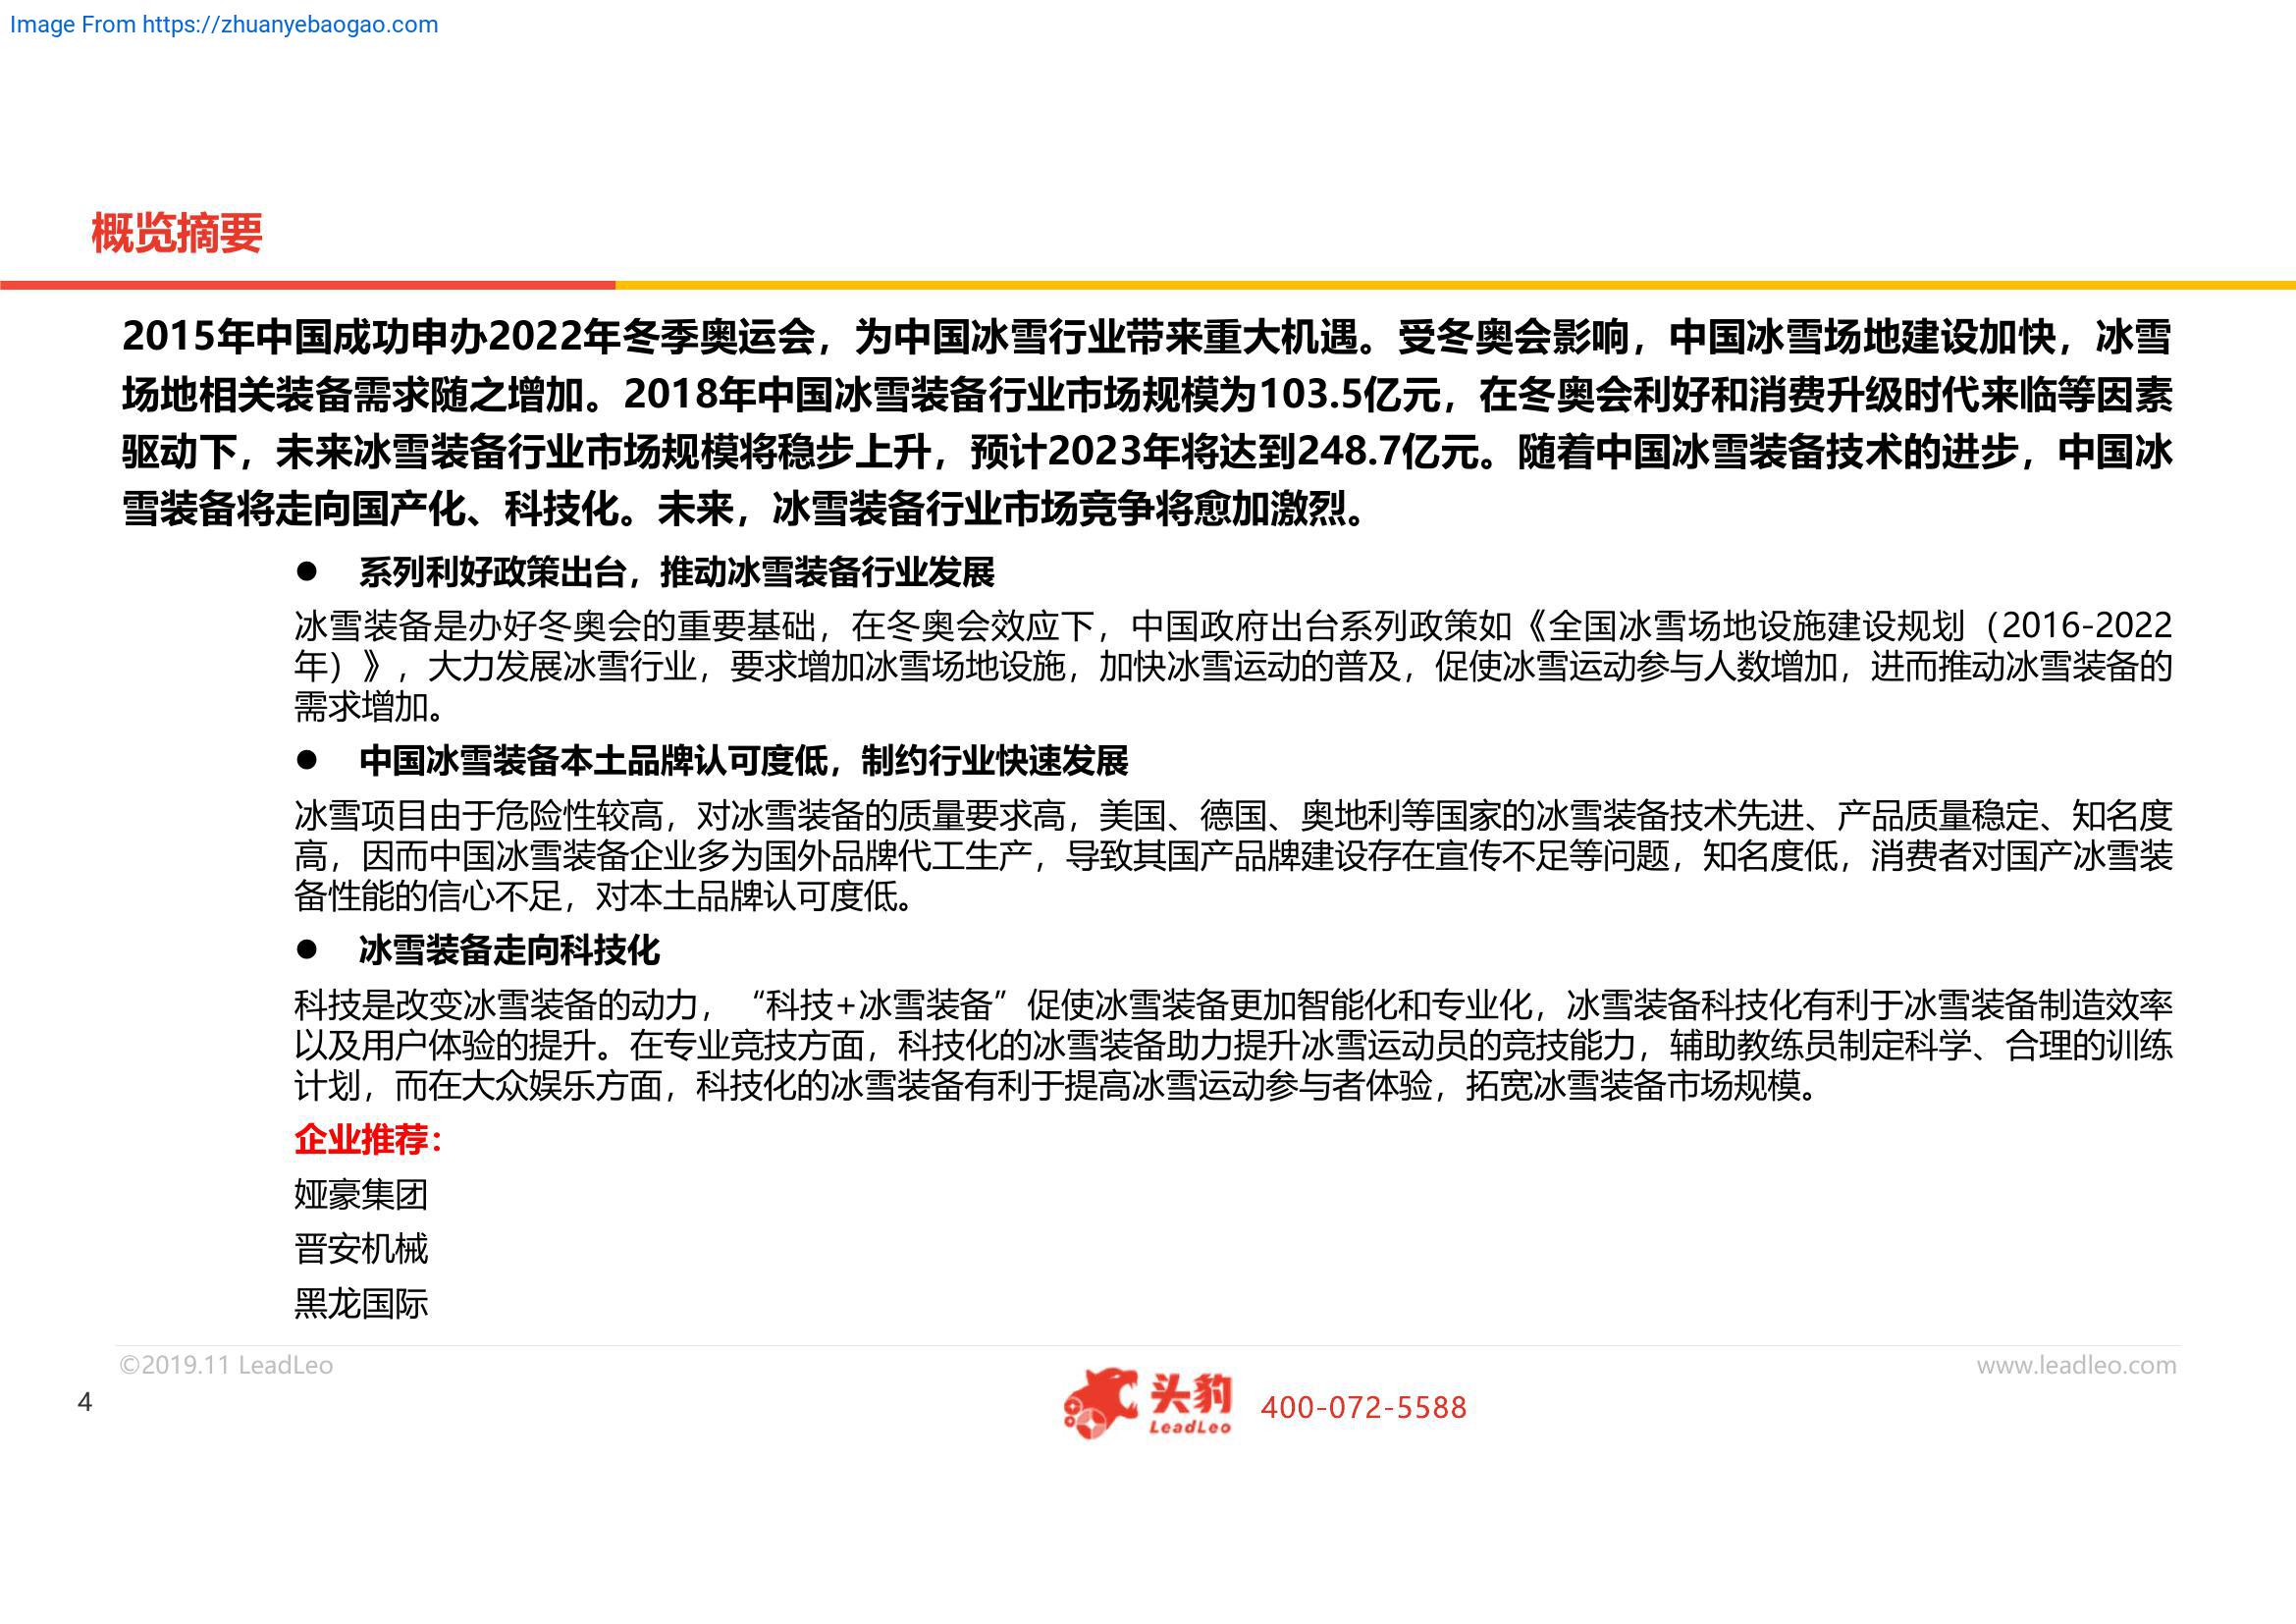 Image From https://zhuanyebaogao.com
概览摘要
2015年中国成功申办2022年冬季奥运会，为中国冰雪行业带来重大机遇。受冬奥会影响，中国冰雪场地建设加快，冰雪
场地相关装备需求随之增加。2018年中国冰雪装备行业市场规模为103.5亿元，在冬奥会利好和消费升级时代来临等因素
驱动下，未来冰雪装备行业市场规模将稳步上升，预计2023年将达到248.7亿元。随着中国冰雪装备技术的进步，中国冰
雪装备将走向国产化、科技化。未来，冰雪装备行业市场竞争将愈加激烈。
● 系列利好政策出台，推动冰雪装备行业发展
冰雪装备是办好冬奥会的重要基础，在冬奥会效应下，中国政府出台系列政策如《全国冰雪场地设施建设规划（2016-2022
年）》，大力发展冰雪行业，要求增加冰雪场地设施，加快冰雪运动的普及，促使冰雪运动参与人数增加，进而推动冰雪装备的
需求增加。
● 中国冰雪装备本土品牌认可度低，制约行业快速发展
冰雪项目由于危险性较高，对冰雪装备的质量要求高，美国、德国、奥地利等国家的冰雪装备技术先进、产品质量稳定、知名度
高，因而中国冰雪装备企业多为国外品牌代工生产，导致其国产品牌建设存在宣传不足等问题，知名度低，消费者对国产冰雪装
备性能的信心不足，对本土品牌认可度低。
● 冰雪装备走向科技化
科技是改变冰雪装备的动力，“科技+冰雪装备”促使冰雪装备更加智能化和专业化，冰雪装备科技化有利于冰雪装备制造效率
以及用户体验的提升。在专业竞技方面，科技化的冰雪装备助力提升冰雪运动员的竞技能力，辅助教练员制定科学、合理的训练
计划，而在大众娱乐方面，科技化的冰雪装备有利于提高冰雪运动参与者体验，拓宽冰雪装备市场规模。
企业推荐：
娅豪集团
晋安机械
黑龙国际
©2019.11 LeadLeo
www.leadleo.com
4
头豹
LeadLeo
400-072-5588